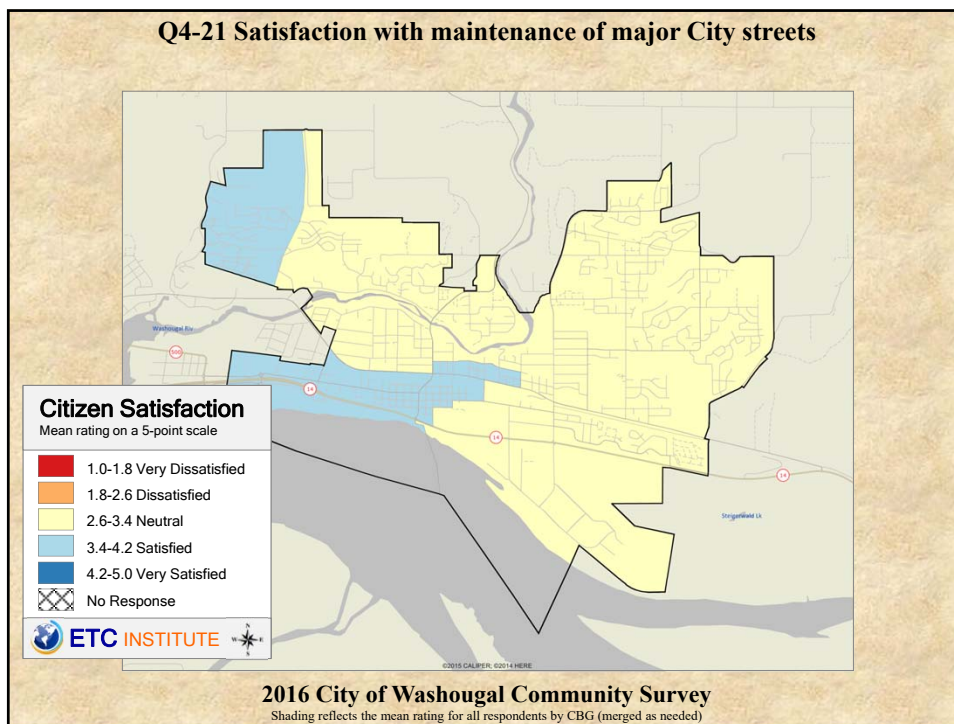 Q4-21 Satisfaction with maintenance of major City streets
Washougal Riv
500
14
14
14
Steigerwald Lk
Citizen Satisfaction
Mean rating on a 5-point scale
1.0-1.8 Very Dissatisfied
1.8-2.6 Dissatisfied
2.6-3.4 Neutral
3.4-4.2 Satisfied
4.2-5.0 Very Satisfied
No Response
ETC INSTITUTE
N
W E
S
©2015 CALIPER; ©2014 HERE
2016 City of Washougal Community Survey
Shading reflects the mean rating for all respondents by CBG (merged as needed)